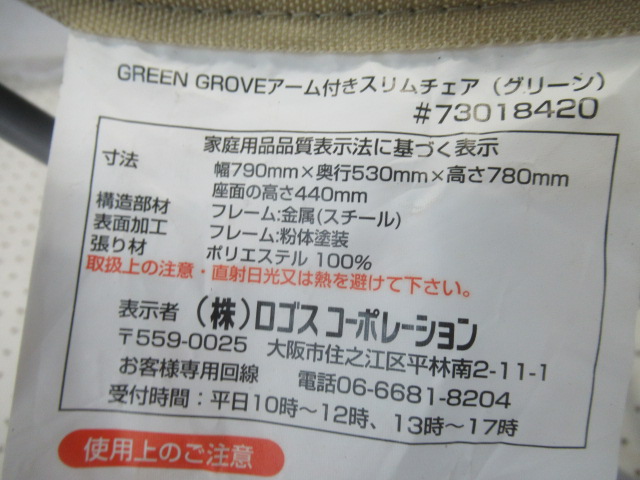 GREEN GROVEアーム付きスリムチェア（グリーン）
#73018420
家庭用品品質表示法に基づく表示
寸法 幅790mm×奥行530mm×高さ780mm
座面の高さ440mm
構造部材 フレーム:金属(スチール)
表面加工 フレーム:粉体塗装
張り材 ポリエステル 100%
取扱上の注意・直射日光又は熱を避けて下さい。
表示者 （株）ロゴスコーポレーション
〒559-0025 大阪市住之江区平林南2-11-1
お客様専用回線 電話06-6681-8204
受付時間：平日10時〜12時、13時〜17時
使用上のご注意